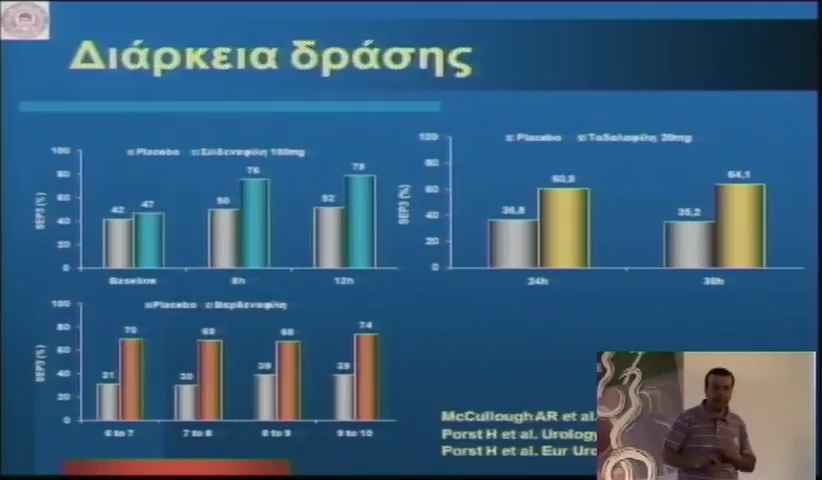 Διάρκεια δράσης
Placebo Σιλδεναφίλη 100mg
SEP3 (%)
100
80
60
40
20
0
42 47
50 76
52 79
Baseline 8h 12h
Placebo Ταδαλαφίλη 20mg
SEP3 (%)
100
80
60
40
20
0
36,8 60,9
35,2 64,1
24h 36h
Placebo Βαρδεναφίλη
SEP3 (%)
100
80
60
40
20
0
31 70
30 69
39 68
39 74
6 to 7 7 to 8 8 to 9 9 to 10
McCullough AR et al.
Porst H et al. Urology
Porst H et al. Eur Uro